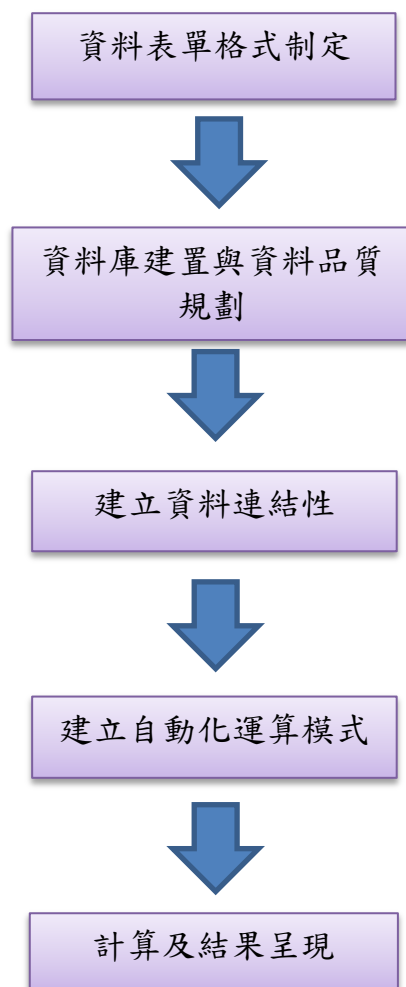 資料表單格式制定
資料庫建置與資料品質
規劃
建立資料連結性
建立自動化運算模式
計算及結果呈現